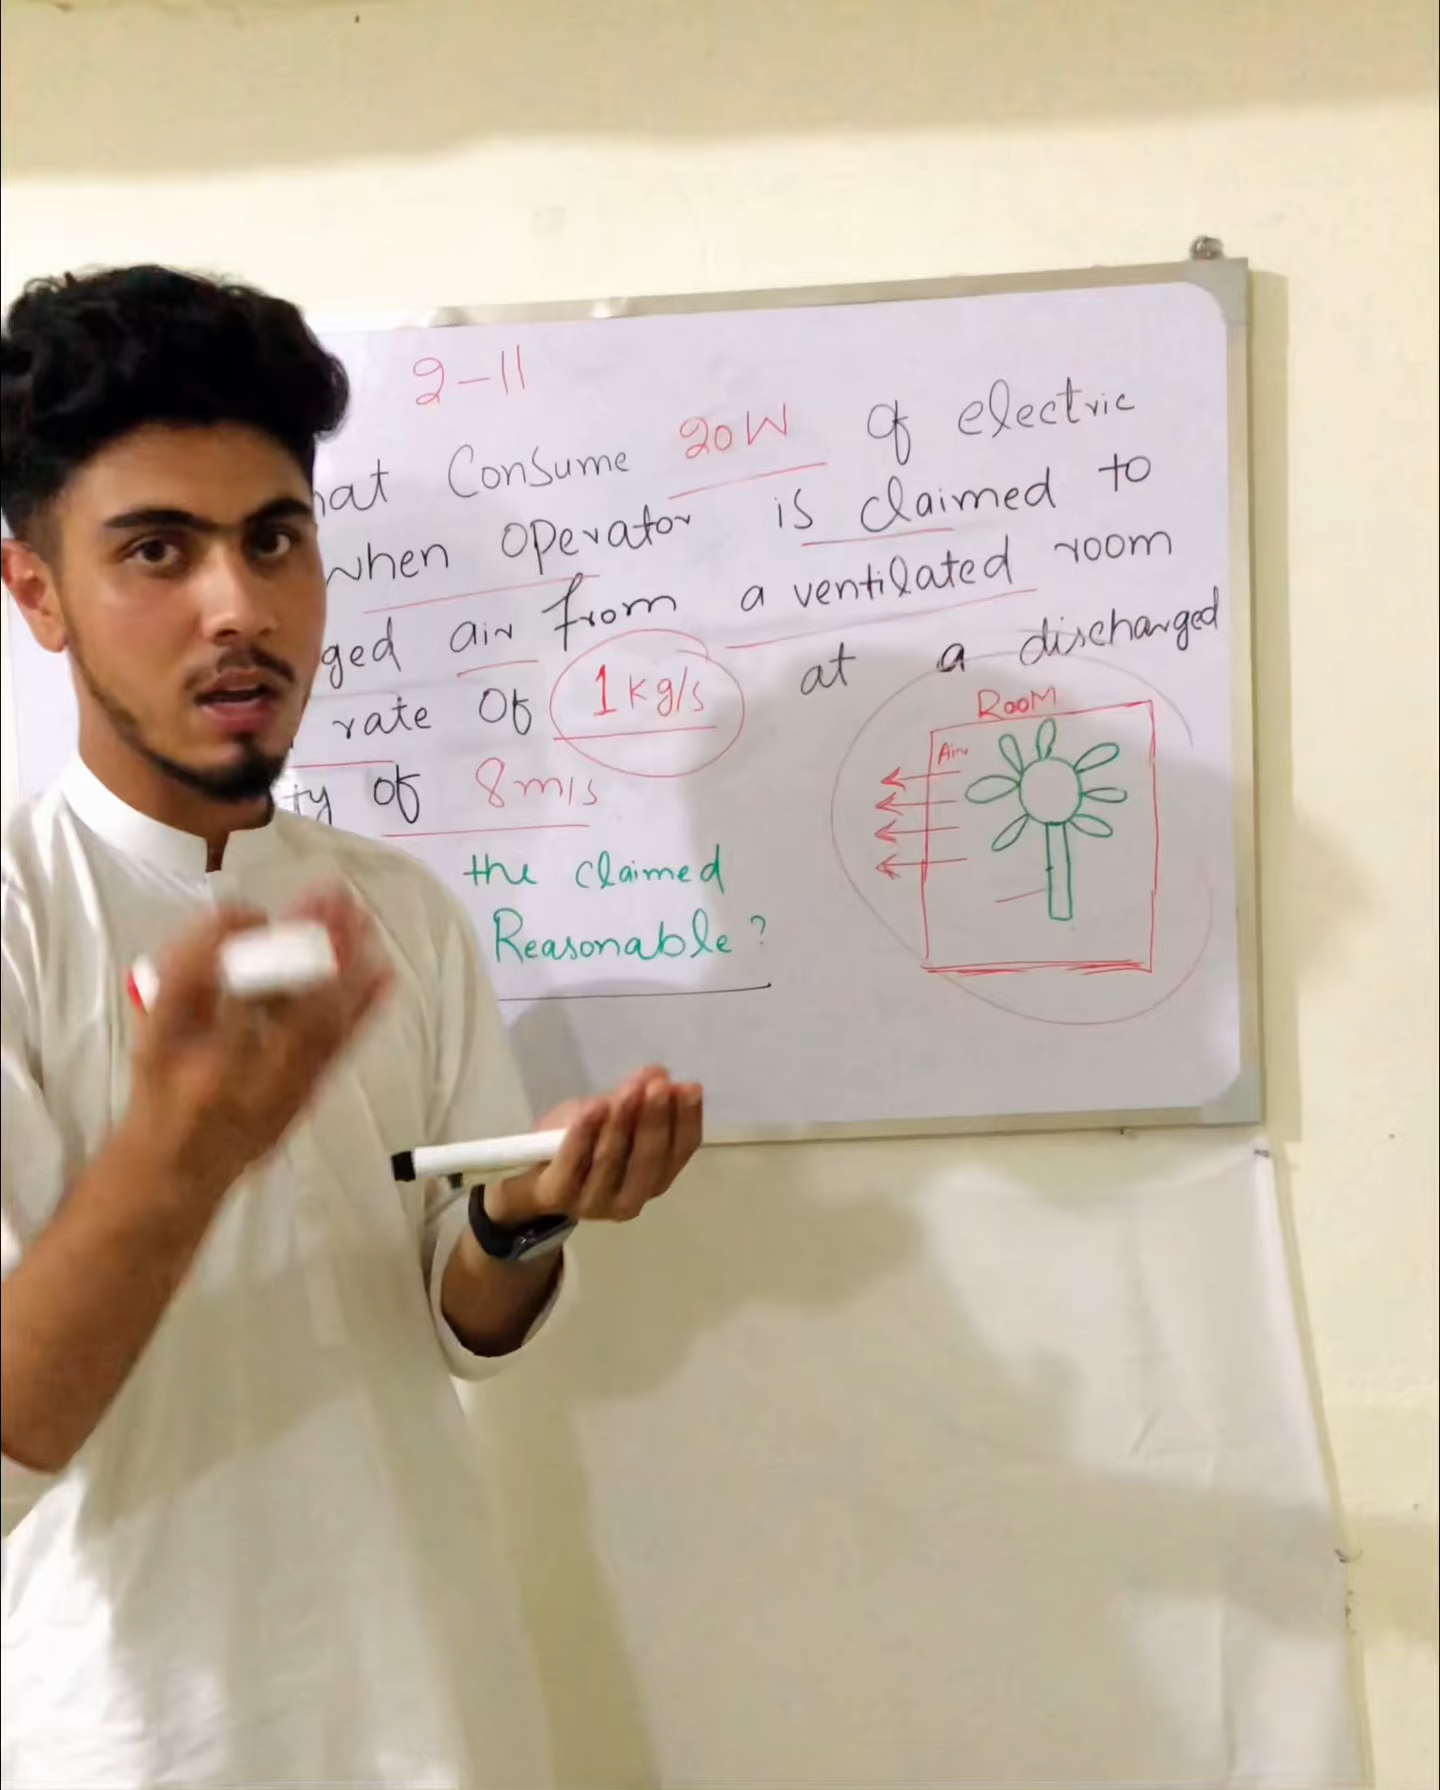 2-11
hat Consume 20W of electric
when operator is claimed to
ged air from a ventilated room
rate of 1kg/s at a discharged
ty of 8m/s
the claimed
Reasonable?
ROOM
Air